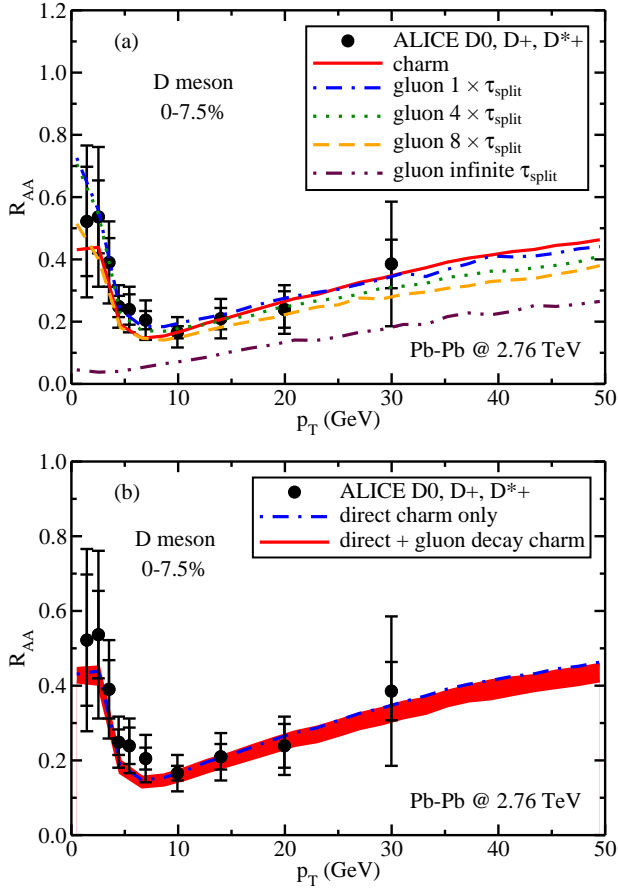 1.2
1.0
0.8
0.6
0.4
0.2
0.0
R_AA
(a)
D meson
0-7.5%
ALICE D0, D+, D*+
charm
gluon 1 × τ_split
gluon 4 × τ_split
gluon 8 × τ_split
gluon infinite τ_split
Pb-Pb @ 2.76 TeV
0 10 20 30 40 50
p_T (GeV)
1.0
0.8
0.6
0.4
0.2
0.0
R_AA
(b)
D meson
0-7.5%
ALICE D0, D+, D*+
direct charm only
direct + gluon decay charm
Pb-Pb @ 2.76 TeV
0 10 20 30 40 50
p_T (GeV)